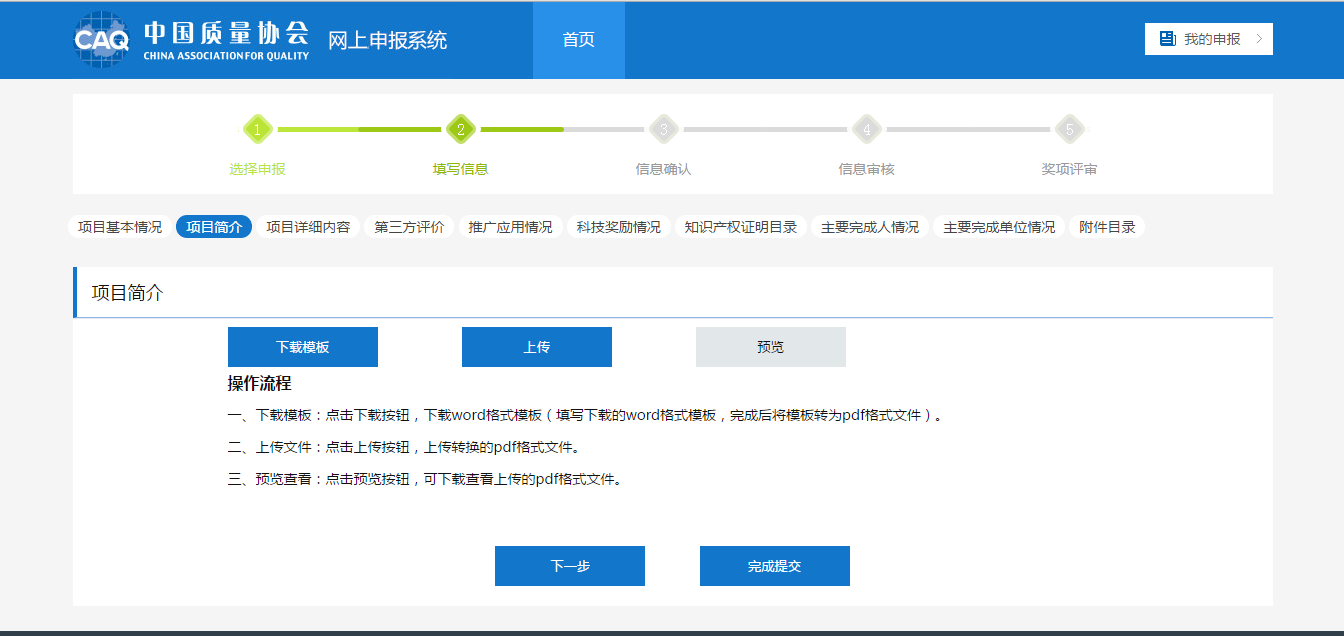 CAQ 中国质量协会 网上申报系统 首页 我的申报
CHINA ASSOCIATION FOR QUALITY
1 2 3 4 5
选择申报 填写信息 信息确认 信息审核 奖项评审
项目基本情况 项目简介 项目详细内容 第三方评价 推广应用情况 科技奖励情况 知识产权证明目录 主要完成人情况 主要完成单位情况 附件目录
项目简介
下载模板 上传 预览
操作流程
一、下载模板：点击下载按钮，下载word格式模板（填写下载的word格式模板，完成后将模板转为pdf格式文件）。
二、上传文件：点击上传按钮，上传转换的pdf格式文件。
三、预览查看：点击预览按钮，可下载查看上传的pdf格式文件。
下一步 完成提交